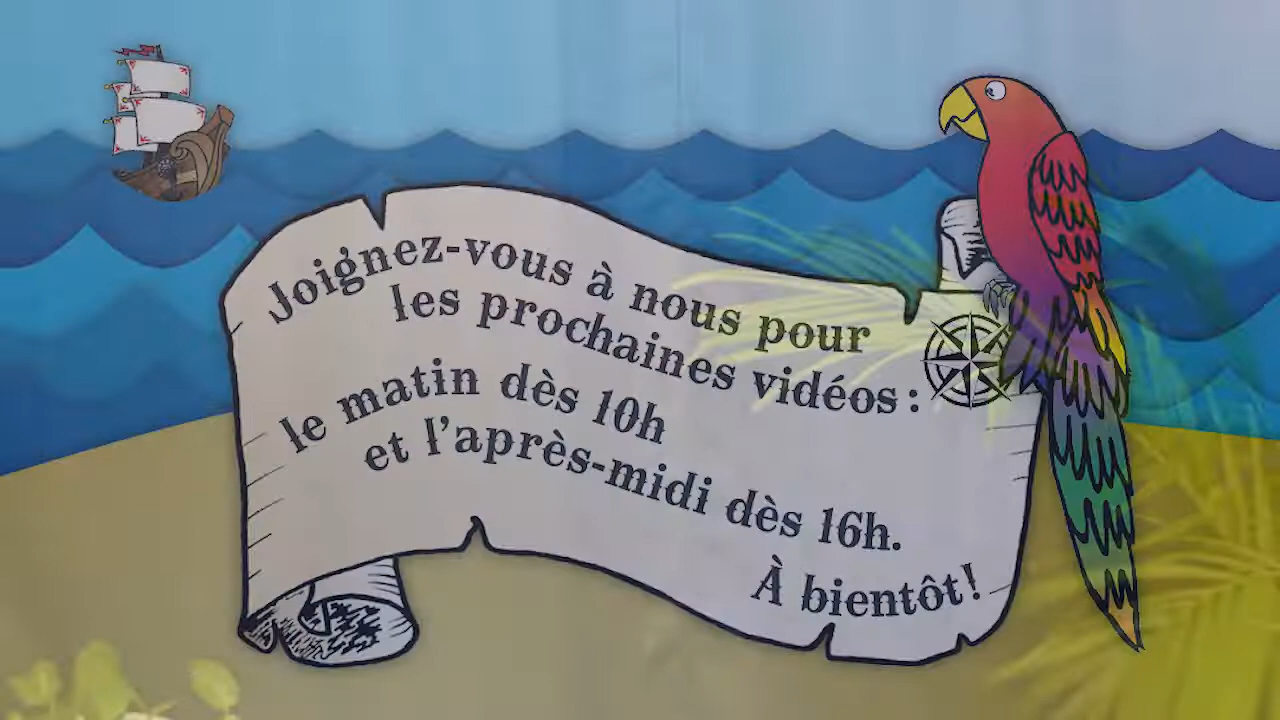 Joignez-vous à nous pour
les prochaines vidéos :
le matin dès 10h
et l'après-midi dès 16h.
À bientôt!